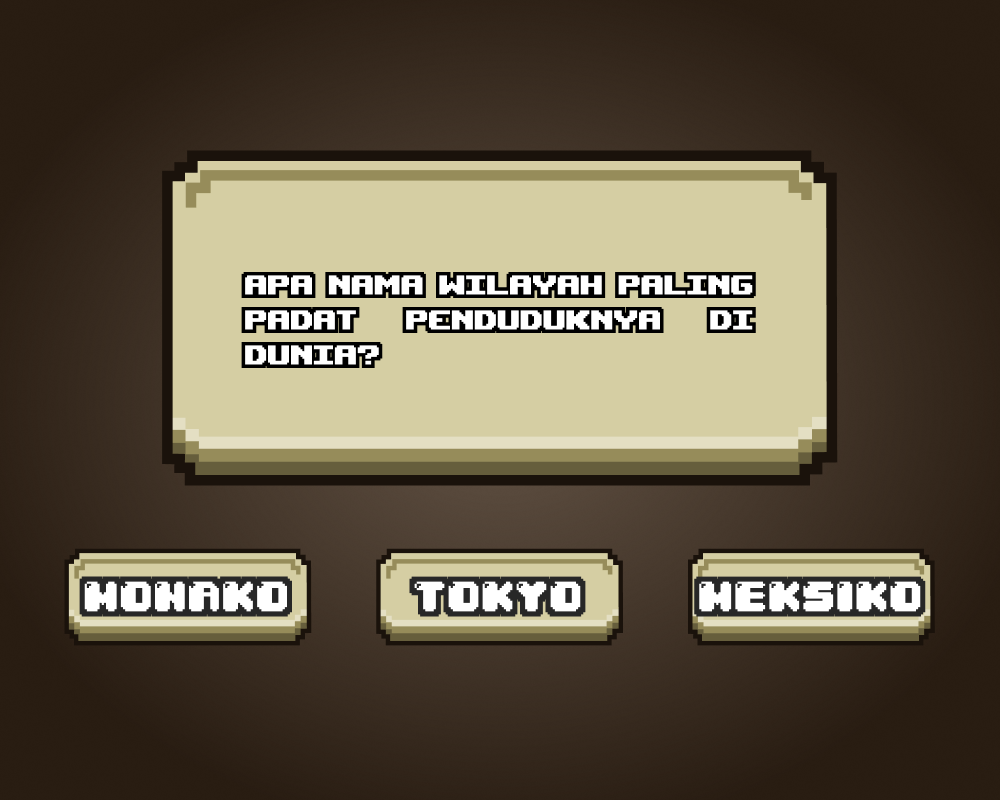 APA NAMA WILAYAH PALING
PADAT PENDUDUKNYA DI
DUNIA?
MONAKO
TOKYO
MEKSIKO